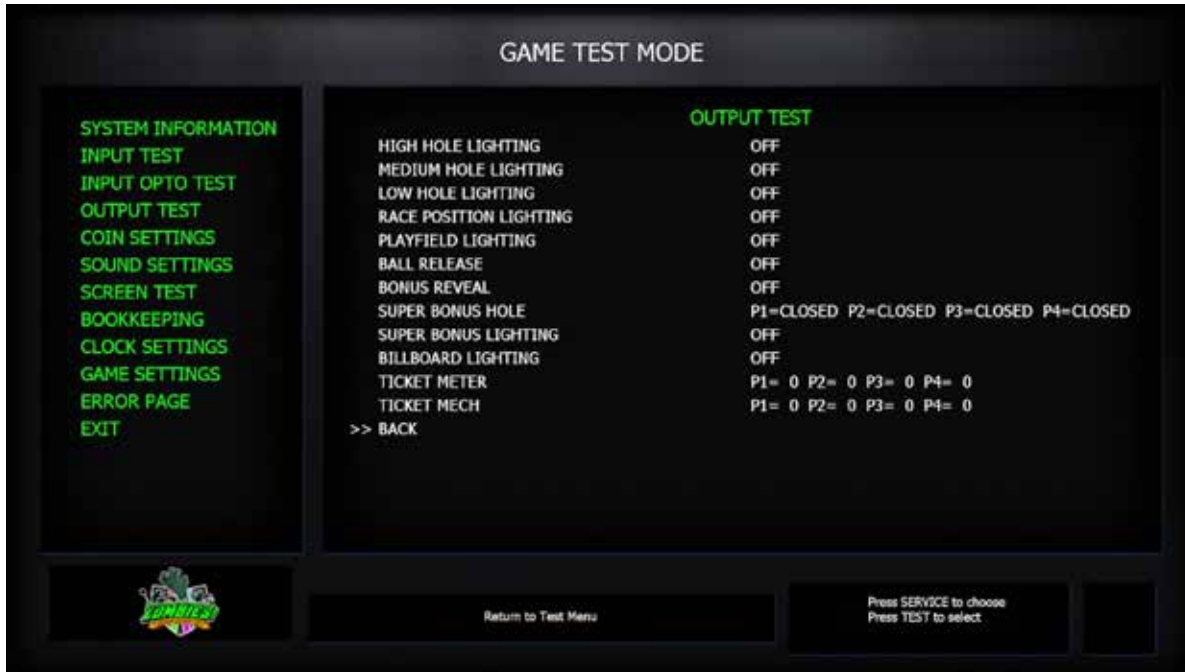 GAME TEST MODE
SYSTEM INFORMATION
INPUT TEST
INPUT OPTO TEST
OUTPUT TEST
COIN SETTINGS
SOUND SETTINGS
SCREEN TEST
BOOKKEEPING
CLOCK SETTINGS
GAME SETTINGS
ERROR PAGE
EXIT
OUTPUT TEST
HIGH HOLE LIGHTING OFF
MEDIUM HOLE LIGHTING OFF
LOW HOLE LIGHTING OFF
RACE POSITION LIGHTING OFF
PLAYFIELD LIGHTING OFF
BALL RELEASE OFF
BONUS REVEAL OFF
SUPER BONUS HOLE P1=CLOSED P2=CLOSED P3=CLOSED P4=CLOSED
SUPER BONUS LIGHTING OFF
BILLBOARD LIGHTING OFF
TICKET METER P1= 0 P2= 0 P3= 0 P4= 0
TICKET MECH P1= 0 P2= 0 P3= 0 P4= 0
>> BACK
ZOMBIES!
Return to Test Menu
Press SERVICE to choose
Press TEST to select